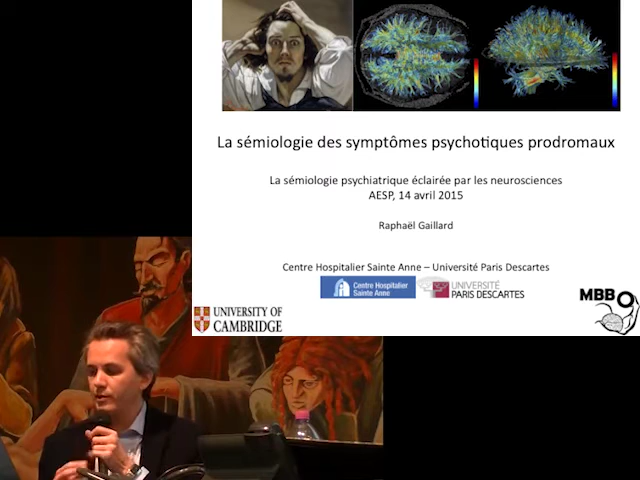 La sémiologie des symptômes psychotiques prodromaux
La sémiologie psychiatrique éclairée par les neurosciences
AESP, 14 avril 2015
Raphaël Gaillard
Centre Hospitalier Sainte Anne – Université Paris Descartes
Centre Hospitalier
Sainte Anne
UNIVERSITÉ
PARIS DESCARTES
MBB
UNIVERSITY OF
CAMBRIDGE